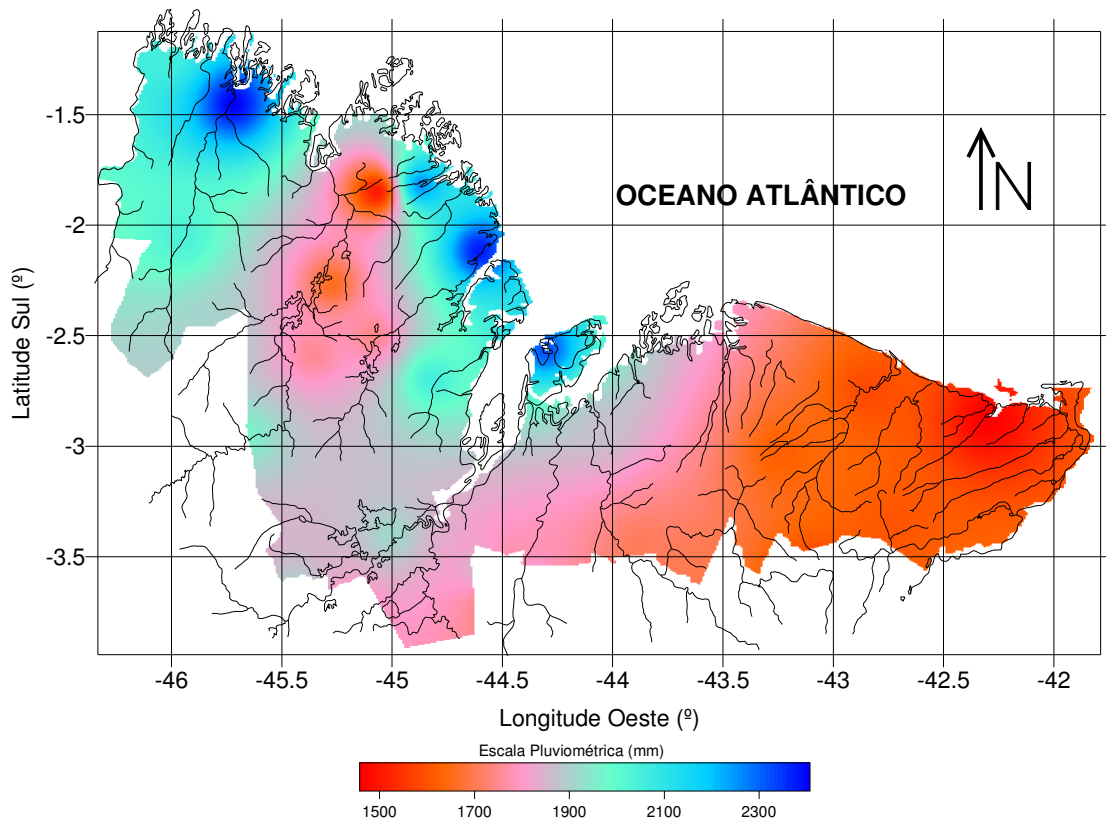 -1.5
-2
-2.5
-3
-3.5
Latitude Sul (º)
OCEANO ATLÂNTICO
N
-46 -45.5 -45 -44.5 -44 -43.5 -43 -42.5 -42
Longitude Oeste (º)
Escala Pluviométrica (mm)
1500 1700 1900 2100 2300